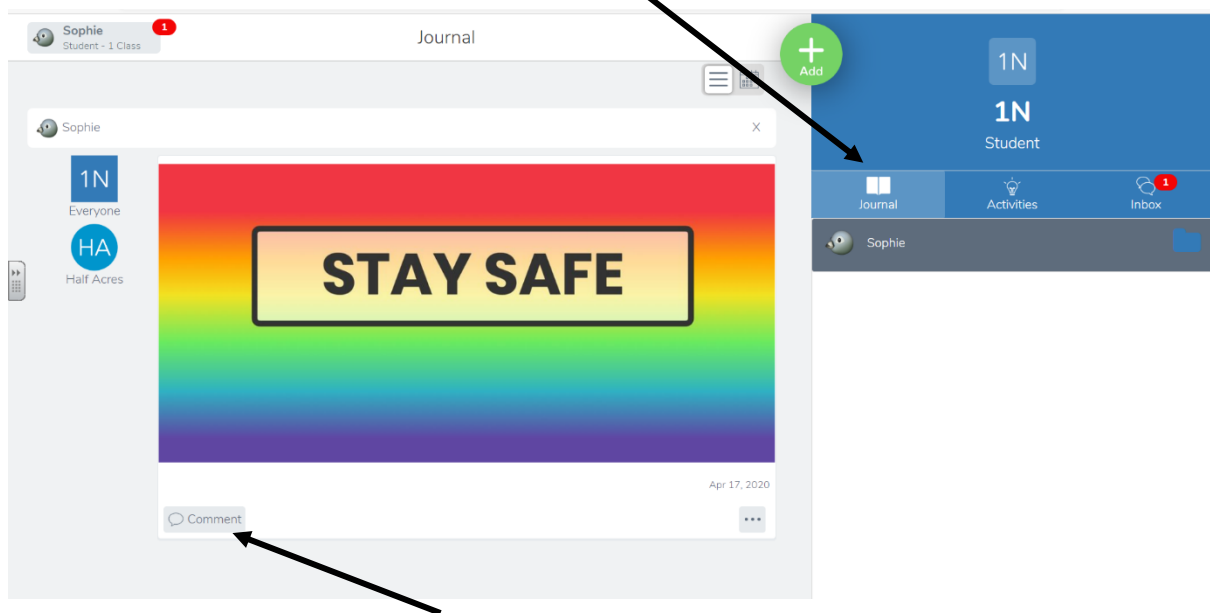 Sophie
1
Student - 1 Class
Journal
Add
1N
1N
Student
Journal
Activities
Inbox
1
Sophie
Sophie
X
1N
Everyone
HA
Half Acres
STAY SAFE
Apr 17, 2020
Comment